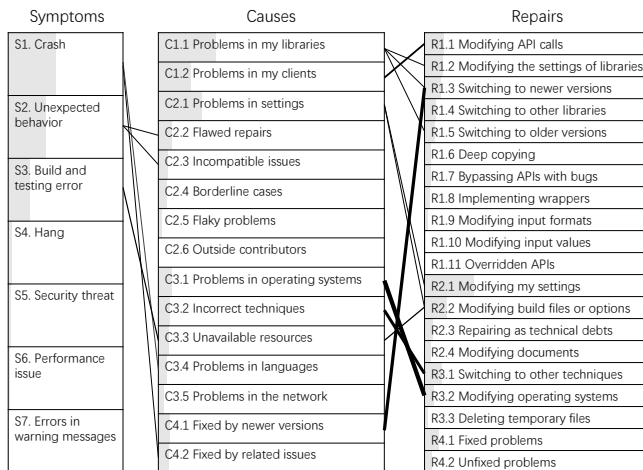 Symptoms
S1. Crash
S2. Unexpected
behavior
S3. Build and
testing error
S4. Hang
S5. Security threat
S6. Performance
issue
S7. Errors in
warning messages
Causes
C1.1 Problems in my libraries
C1.2 Problems in my clients
C2.1 Problems in settings
C2.2 Flawed repairs
C2.3 Incompatible issues
C2.4 Borderline cases
C2.5 Flaky problems
C2.6 Outside contributors
C3.1 Problems in operating systems
C3.2 Incorrect techniques
C3.3 Unavailable resources
C3.4 Problems in languages
C3.5 Problems in the network
C4.1 Fixed by newer versions
C4.2 Fixed by related issues
Repairs
R1.1 Modifying API calls
R1.2 Modifying the settings of libraries
R1.3 Switching to newer versions
R1.4 Switching to other libraries
R1.5 Switching to older versions
R1.6 Deep copying
R1.7 Bypassing APIs with bugs
R1.8 Implementing wrappers
R1.9 Modifying input formats
R1.10 Modifying input values
R1.11 Overridden APIs
R2.1 Modifying my settings
R2.2 Modifying build files or options
R2.3 Repairing as technical debts
R2.4 Modifying documents
R3.1 Switching to other techniques
R3.2 Modifying operating systems
R3.3 Deleting temporary files
R4.1 Fixed problems
R4.2 Unfixed problems